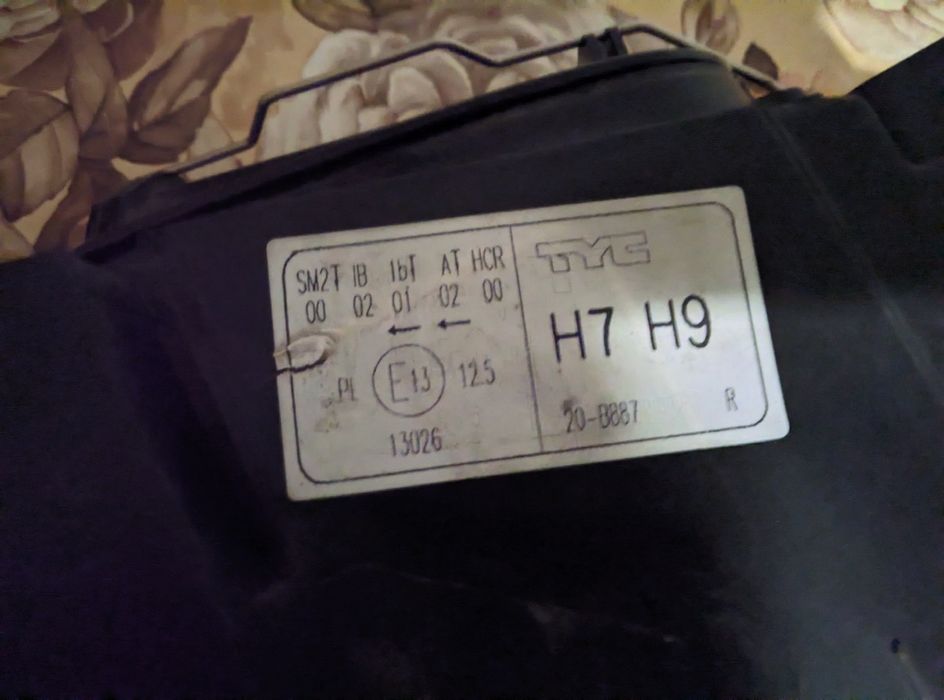 SM2T IB 1bT AT HCR
00 02 01 02 00
← ←
PL E13 12.5
13026
TYC
H7 H9
20-B887 R